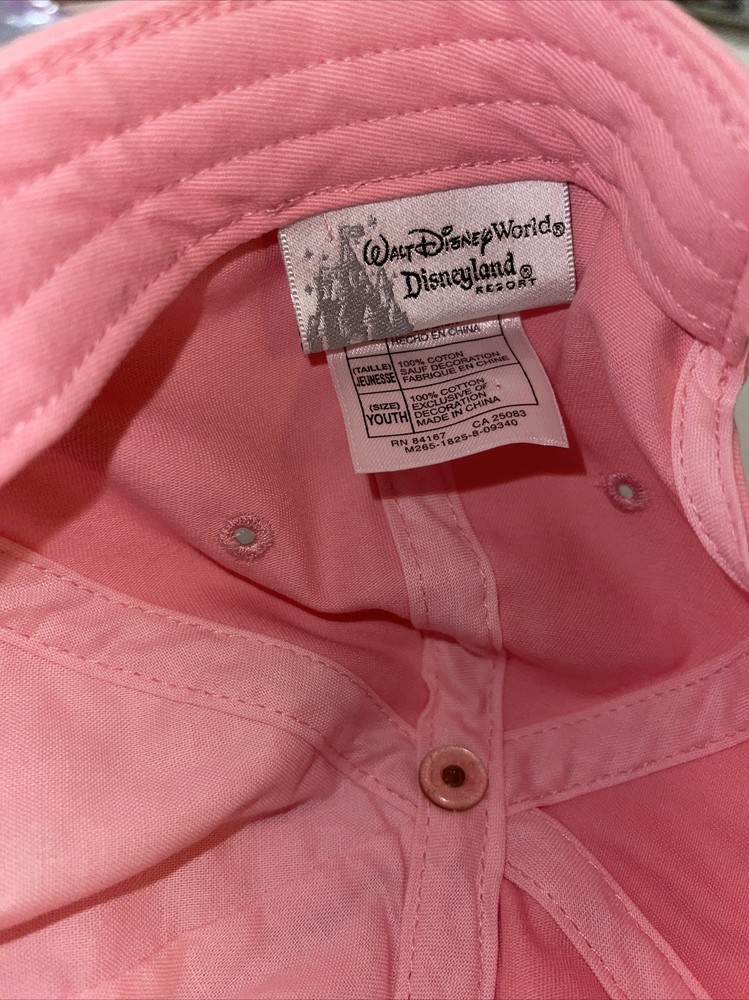 WALT DISNEY World®
Disneyland®
RESORT
HECHO EN CHINA
(TAILLE)
JEUNESSE
100% COTON
SAUF DECORATION
FABRIQUE EN CHINE
(SIZE)
YOUTH
100% COTTON
EXCLUSIVE OF
DECORATION
MADE IN CHINA
RN 84167 CA 25083
M265-1825-8-09340